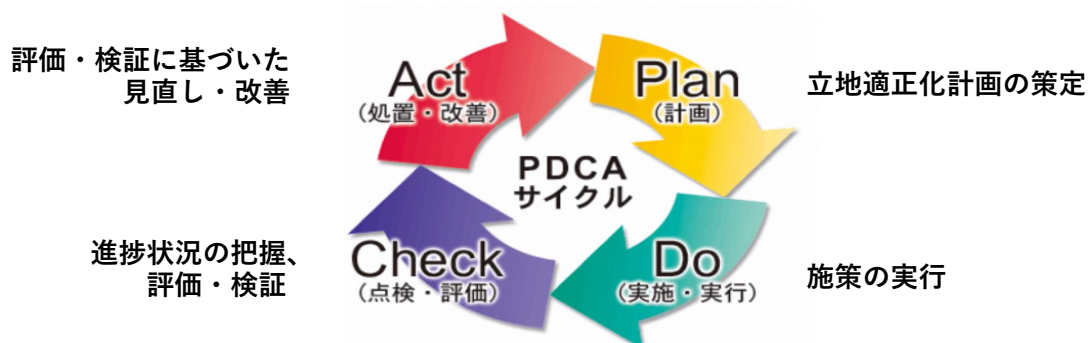 評価・検証に基づいた
見直し・改善
Act
(処置・改善)
Plan
(計画)
立地適正化計画の策定
PDCA
サイクル
進捗状況の把握、
評価・検証
Check
(点検・評価)
Do
(実施・実行)
施策の実行